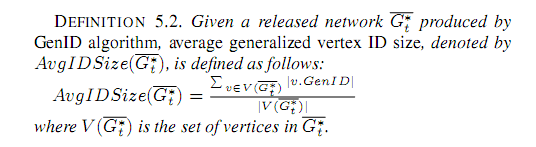 DEFINITION 5.2. Given a released network $\overline{G_t^*}$ produced by
GenID algorithm, average generalized vertex ID size, denoted by
$AvgIDSize(\overline{G_t^*})$, is defined as follows:
$AvgIDSize(\overline{G_t^*}) = \frac{\sum_{v \in V(\overline{G_t^*})} |v.GenID|}{|V(\overline{G_t^*})|}$
where $V(\overline{G_t^*})$ is the set of vertices in $\overline{G_t^*}$.